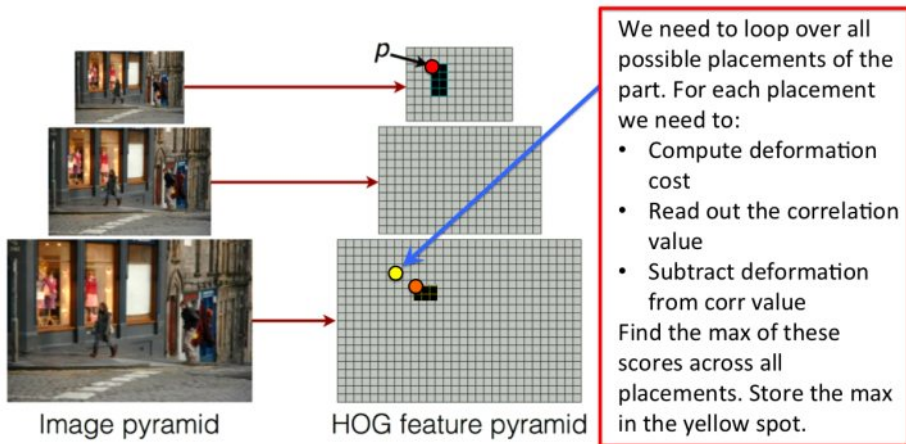 p
Image pyramid
HOG feature pyramid
We need to loop over all
possible placements of the
part. For each placement
we need to:
• Compute deformation
cost
• Read out the correlation
value
• Subtract deformation
from corr value
Find the max of these
scores across all
placements. Store the max
in the yellow spot.